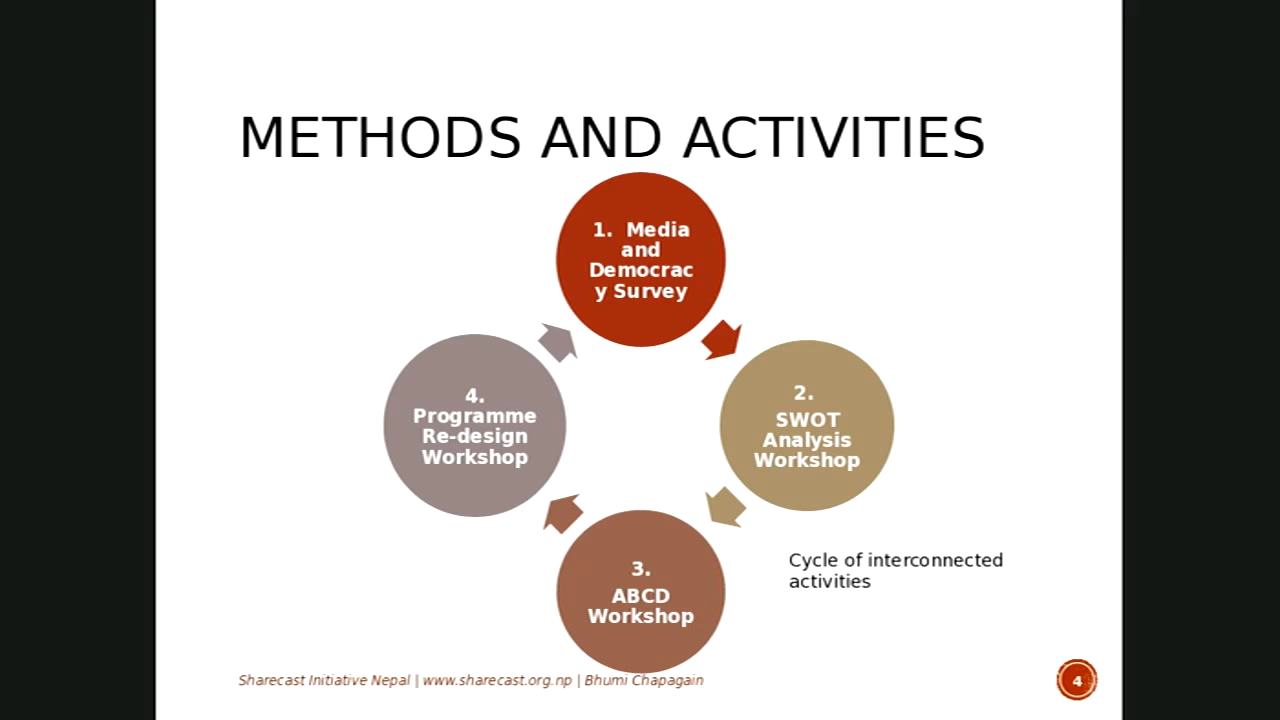 METHODS AND ACTIVITIES
1. Media
and
Democrac
y Survey
2.
SWOT
Analysis
Workshop
3.
ABCD
Workshop
4.
Programme
Re-design
Workshop
Cycle of interconnected
activities
Sharecast Initiative Nepal | www.sharecast.org.np | Bhumi Chapagain
4